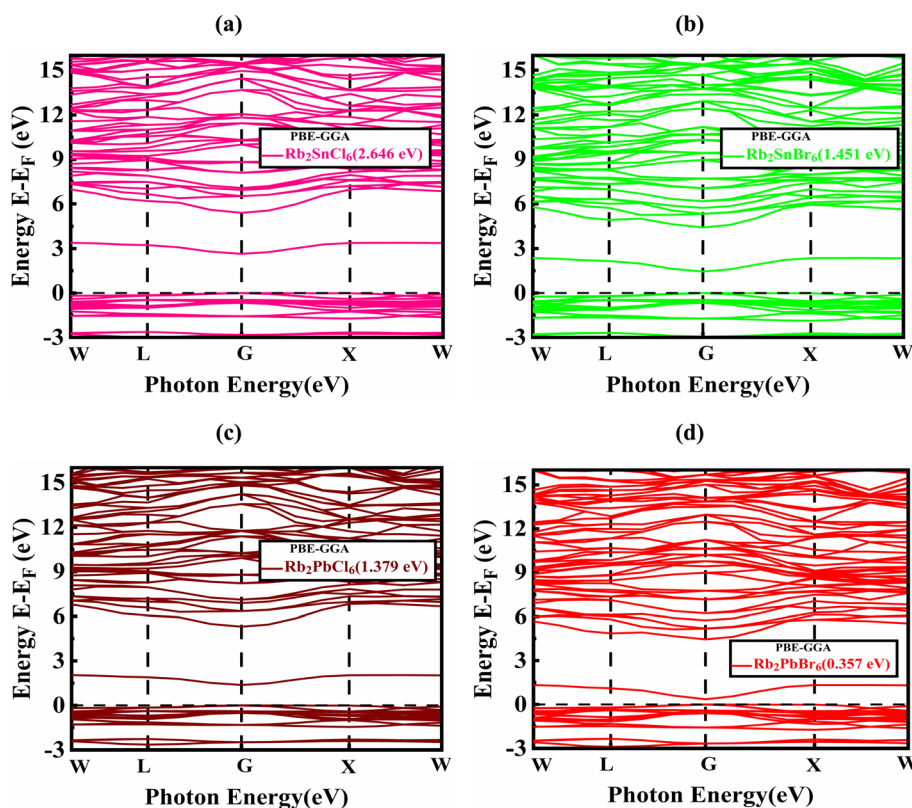 (a)
Energy E-E_F (eV)
15
12
9
6
3
0
-3
PBE-GGA
Rb₂SnCl₆(2.646 eV)
W L G X W
Photon Energy(eV)
(b)
Energy E-E_F (eV)
15
12
9
6
3
0
-3
PBE-GGA
Rb₂SnBr₆(1.451 eV)
W L G X W
Photon Energy(eV)
(c)
Energy E-E_F (eV)
15
12
9
6
3
0
-3
PBE-GGA
Rb₂PbCl₆(1.379 eV)
W L G X W
Photon Energy(eV)
(d)
Energy E-E_F (eV)
15
12
9
6
3
0
-3
PBE-GGA
Rb₂PbBr₆(0.357 eV)
W L G X W
Photon Energy(eV)